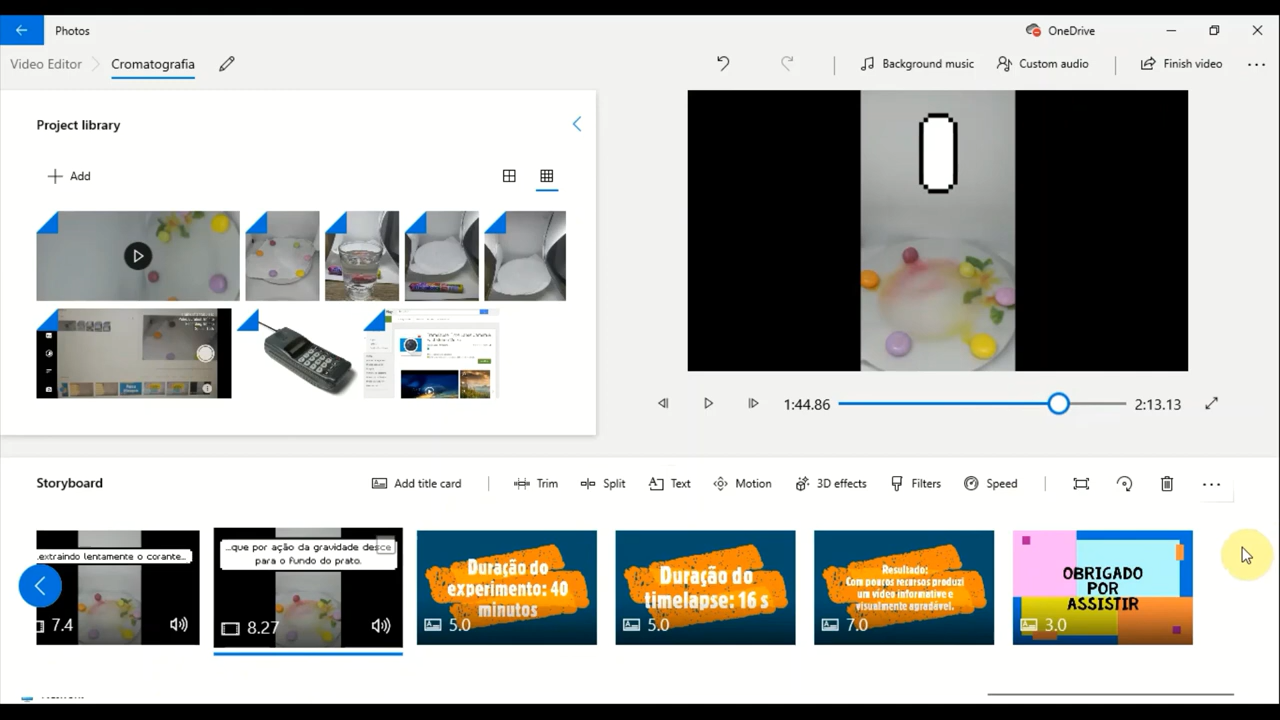 Photos
OneDrive
Video Editor
Cromatografia
Background music
Custom audio
Finish video
Project library
Add
1:44.86
2:13.13
Storyboard
Add title card
Trim
Split
Text
Motion
3D effects
Filters
Speed
...extraindo lentamente o corante...
7.4
...que por ação da gravidade desce
para o fundo do prato.
8.27
Duração do
experimento: 40
minutos
5.0
Duração do
timelapse: 16 s
5.0
Resultado:
Com poucos recursos produzi
um vídeo informativo e
visualmente agradável.
7.0
OBRIGADO
POR
ASSISTIR
3.0